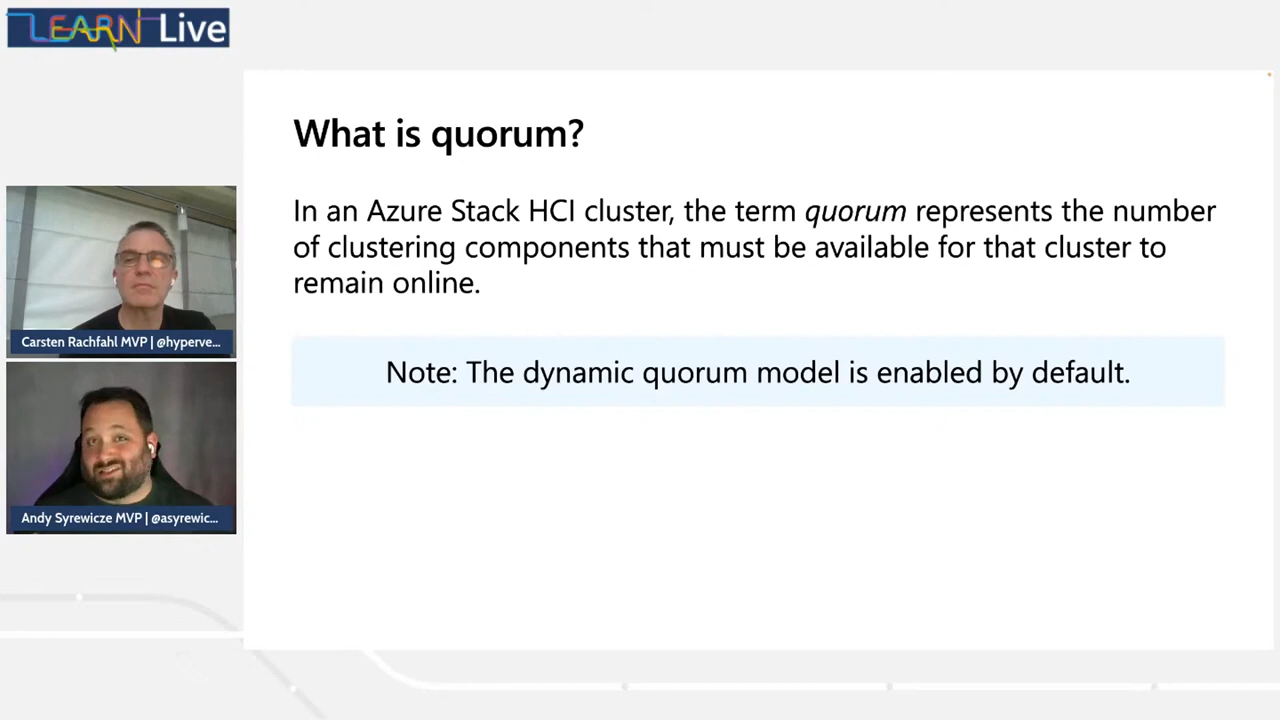 LEARN Live
What is quorum?
In an Azure Stack HCI cluster, the term quorum represents the number
of clustering components that must be available for that cluster to
remain online.
Note: The dynamic quorum model is enabled by default.
Carsten Rachfahl MVP | @hyperve...
Andy Syrewicze MVP | @asyrewic...